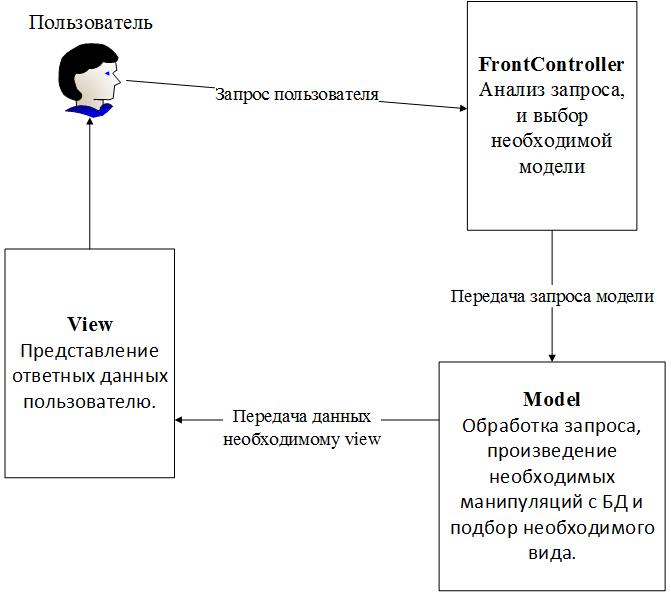 Пользователь
Запрос пользователя
FrontController
Анализ запроса,
и выбор
необходимой
модели
Передача запроса модели
Model
Обработка запроса,
произведение
необходимых
манипуляций с БД и
подбор необходимого
вида.
Передача данных
необходимому view
View
Представление
ответных данных
пользователю.